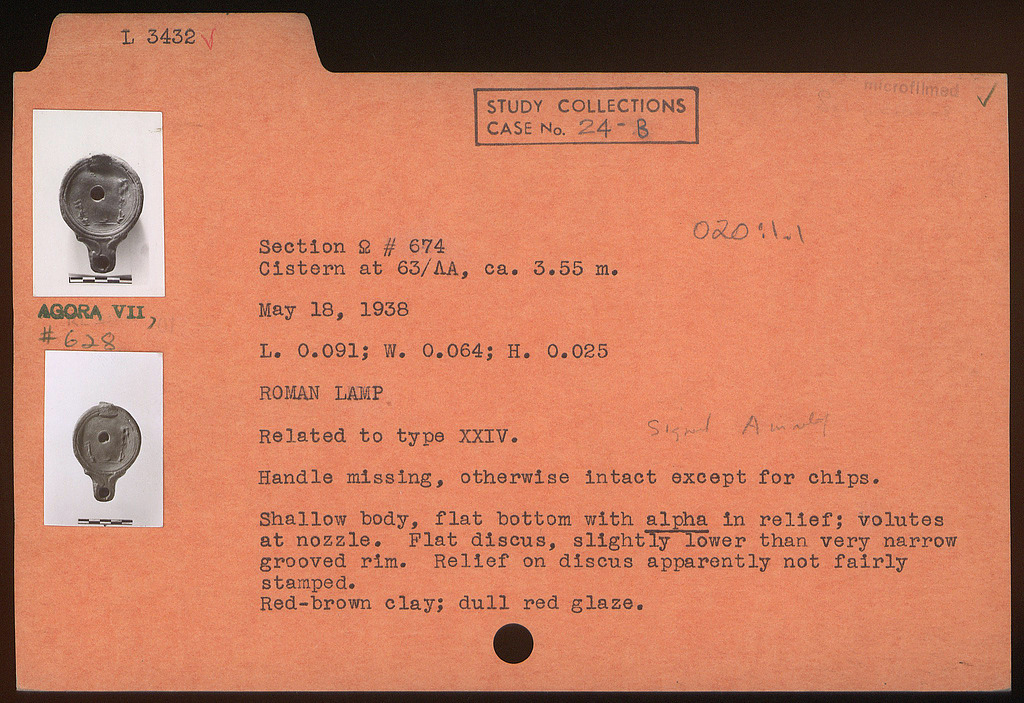 L 3432 ✓
microfilmed ✓
STUDY COLLECTIONS
CASE No. 24-B
020:1.1
Section Ω # 674
Cistern at 63/ΛΑ, ca. 3.55 m.
May 18, 1938
AGORA VII,
# 628
L. 0.091; W. 0.064; H. 0.025
ROMAN LAMP
Related to type XXIV.
Signed
Handle missing, otherwise intact except for chips.
Shallow body, flat bottom with alpha in relief; volutes
at nozzle. Flat discus, slightly lower than very narrow
grooved rim. Relief on discus apparently not fairly
stamped.
Red-brown clay; dull red glaze.